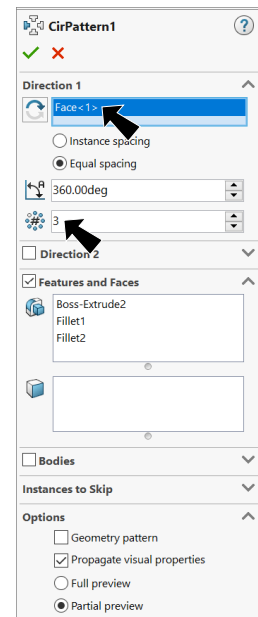 CirPattern1
Direction 1
Face<1>
Instance spacing
Equal spacing
360.00deg
3
Direction 2
Features and Faces
Boss-Extrude2
Fillet1
Fillet2
Bodies
Instances to Skip
Options
Geometry pattern
Propagate visual properties
Full preview
Partial preview